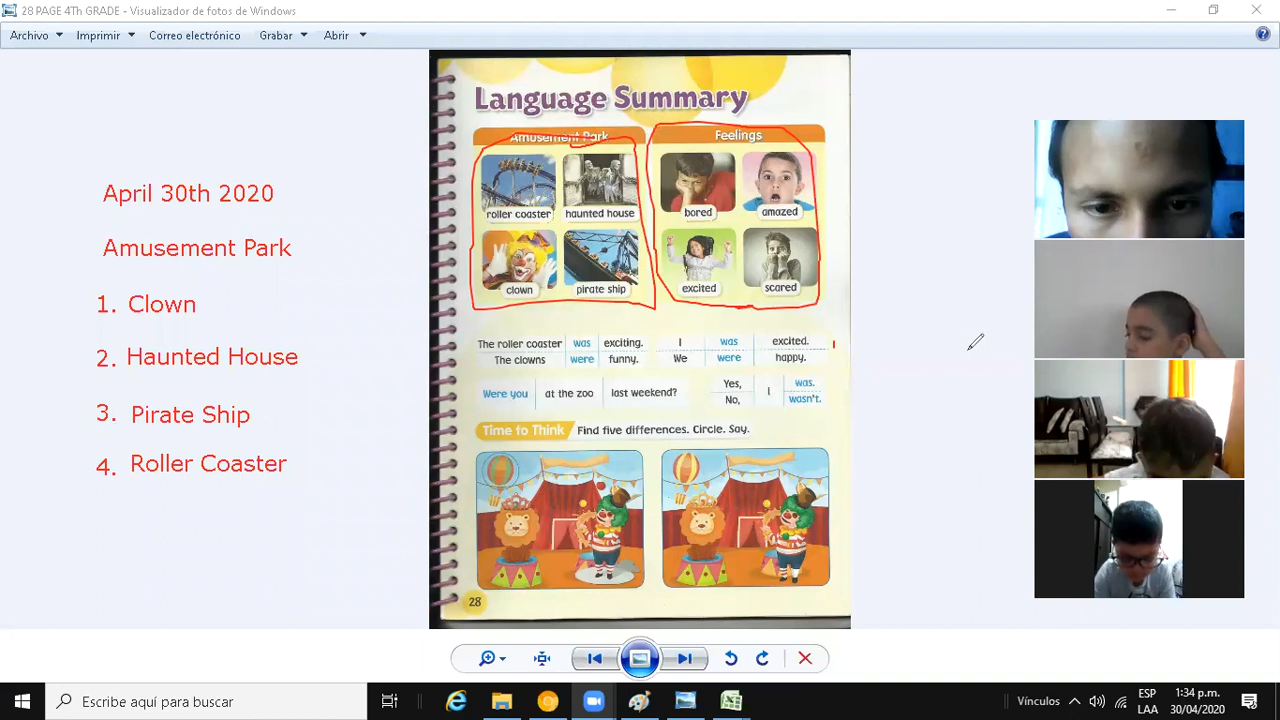 28 PAGE 4Th GRADE - Visualizador de fotos de Windows
Archivo Imprimir Correo electrónico Grabar Abrir
Language Summary
Amusement Park
roller coaster haunted house
clown pirate ship
Feelings
bored amazed
excited scared
April 30th 2020
Amusement Park
1. Clown
2. Haunted House
3. Pirate Ship
4. Roller Coaster
The roller coaster was exciting.
The clowns were funny.
I was excited.
We were happy.
Were you at the zoo last weekend?
Yes, I was.
No, wasn't.
Time to Think Find five differences. Circle. Say.
28
Escribe aquí para buscar
Vínculos
ESP
LAA
1:34 p.m.
30/04/2020